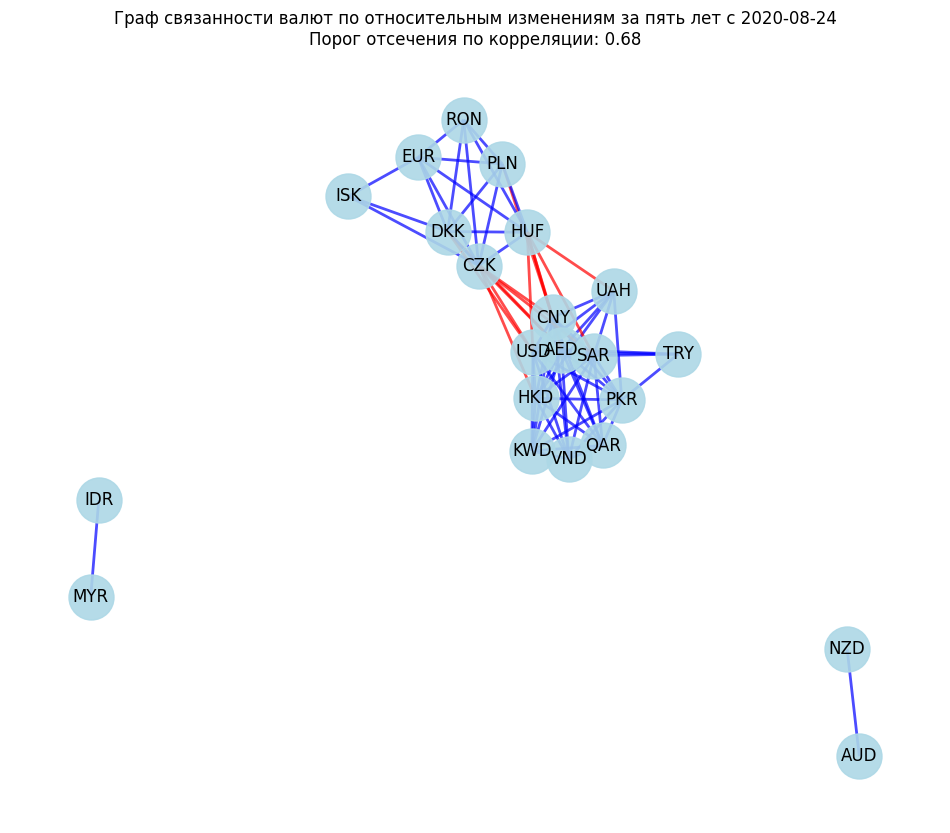 Граф связанности валют по относительным изменениям за пять лет с 2020-08-24
Порог отсечения по корреляции: 0.68
RON
EUR
PLN
ISK
DKK
HUF
CZK
UAH
CNY
USD
AED
SAR
TRY
HKD
PKR
KWD
VND
QAR
IDR
MYR
NZD
AUD